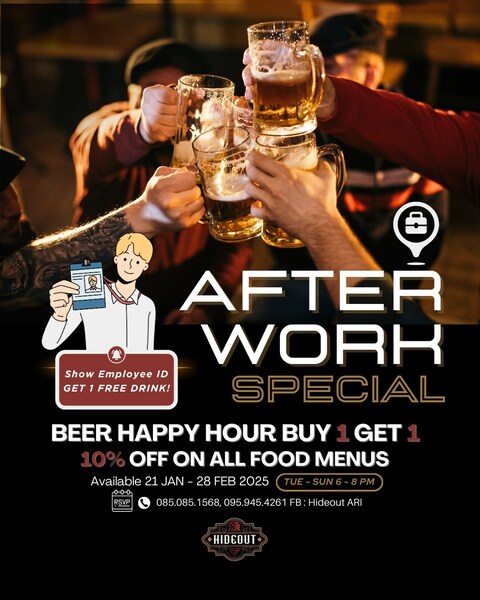 AFTER
WORK
SPECIAL
Show Employee ID
GET 1 FREE DRINK!
BEER HAPPY HOUR BUY 1 GET 1
10% OFF ON ALL FOOD MENUS
Available 21 JAN - 28 FEB 2025 TUE - SUN 6 - 8 PM
RSVP 085.085.1568, 095.945.4261 FB : Hideout ARI
HIDEOUT